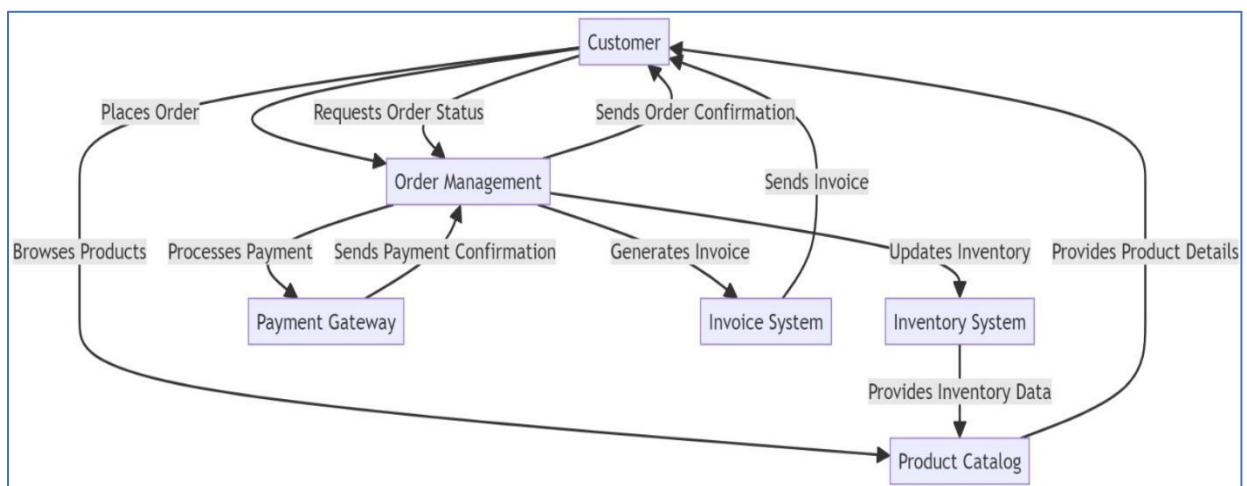 Customer
Places Order
Requests Order Status
Sends Order Confirmation
Order Management
Sends Invoice
Browses Products
Processes Payment
Sends Payment Confirmation
Generates Invoice
Updates Inventory
Provides Product Details
Payment Gateway
Invoice System
Inventory System
Provides Inventory Data
Product Catalog